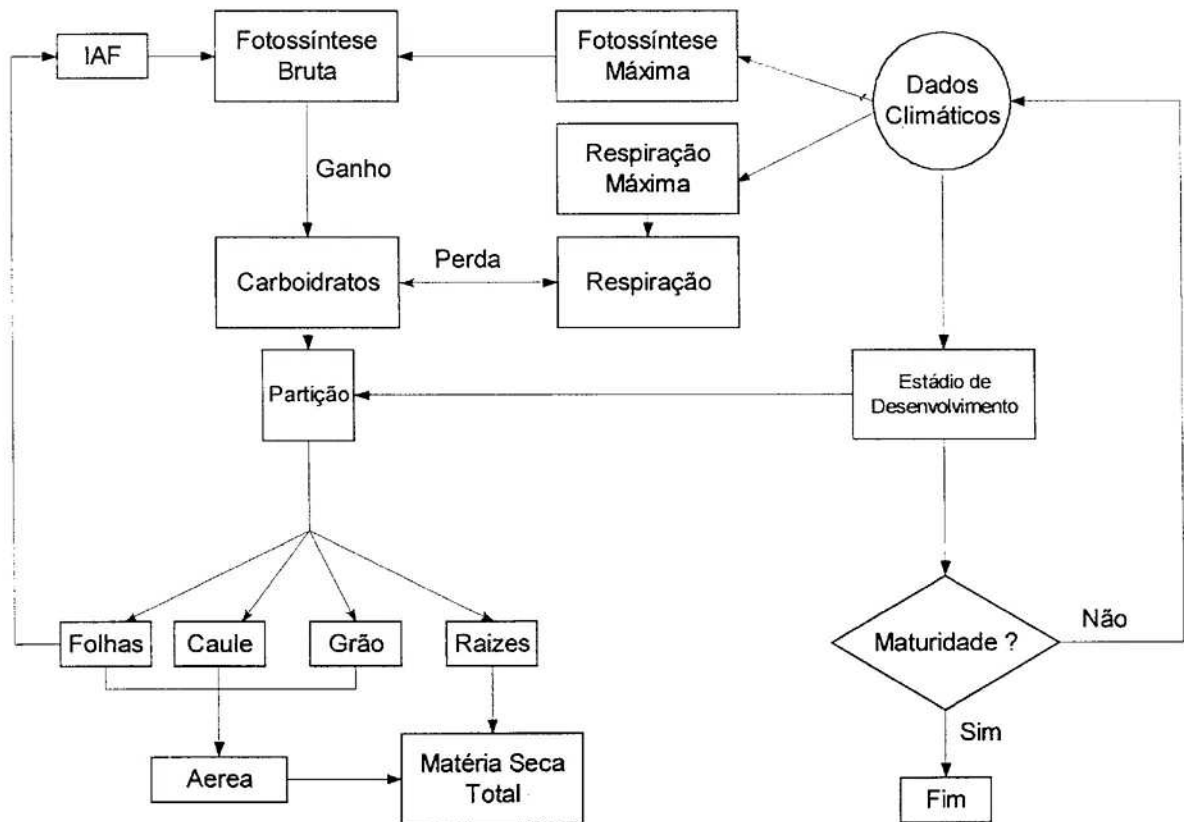 IAF
Fotossíntese
Bruta
Fotossíntese
Máxima
Dados
Climáticos
Respiração
Máxima
Ganho
Carboidratos
Perda
Respiração
Partição
Estádio de
Desenvolvimento
Folhas
Caule
Grão
Raizes
Maturidade ?
Não
Sim
Aerea
Matéria Seca
Total
Fim